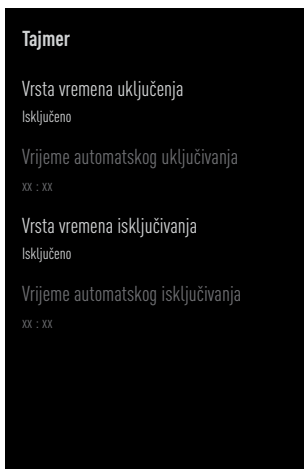 Tajmer
Vrsta vremena uključenja
Isključeno
Vrijeme automatskog uključivanja
xx : xx
Vrsta vremena isključivanja
Isključeno
Vrijeme automatskog isključivanja
xx : xx